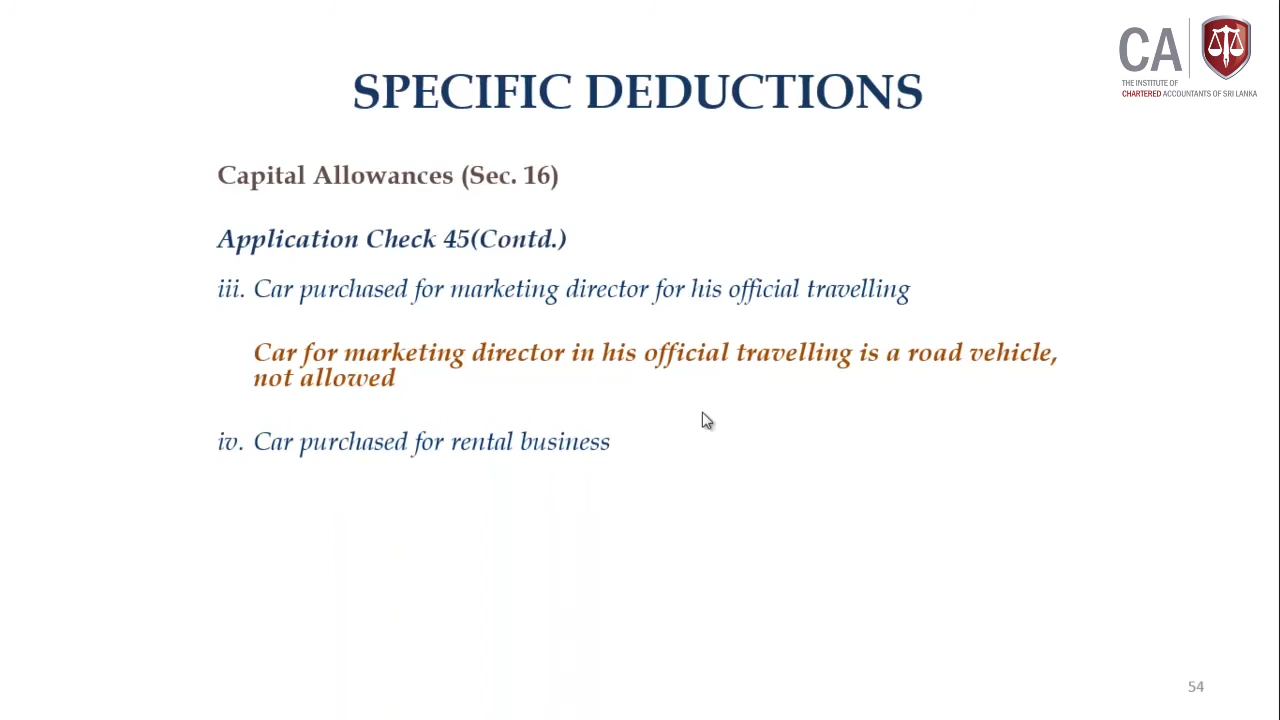 CA
THE INSTITUTE OF
CHARTERED ACCOUNTANTS OF SRI LANKA
SPECIFIC DEDUCTIONS
Capital Allowances (Sec. 16)
Application Check 45(Contd.)
iii. Car purchased for marketing director for his official travelling
Car for marketing director in his official travelling is a road vehicle,
not allowed
iv. Car purchased for rental business
54